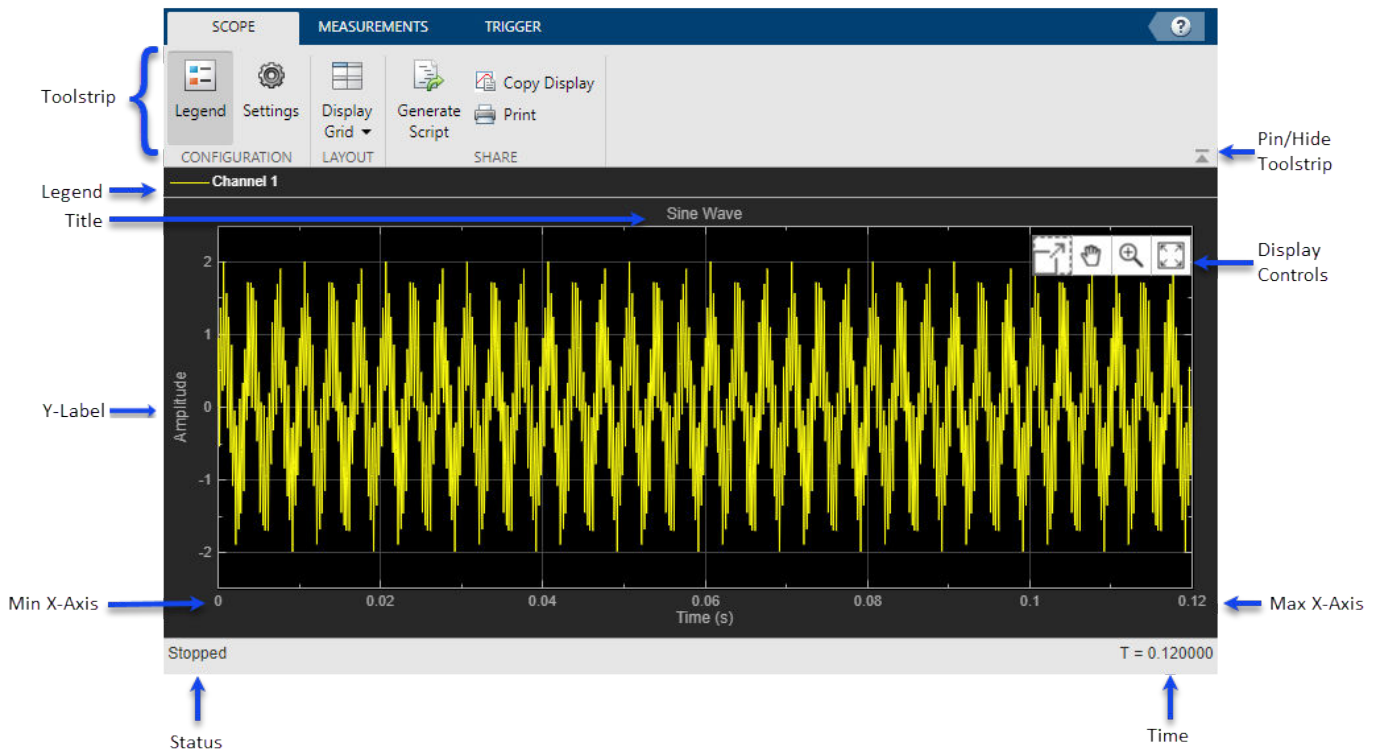 SCOPE MEASUREMENTS TRIGGER ?
Toolstrip
Legend Settings Display Grid Generate Script Copy Display
Print
CONFIGURATION LAYOUT SHARE
Pin/Hide
Toolstrip
Legend
Channel 1
Title
Sine Wave
Display
Controls
2
1
0
-1
-2
Y-Label
Amplitude
Min X-Axis
0 0.02 0.04 0.06 0.08 0.1 0.12
Max X-Axis
Time (s)
Stopped T = 0.120000
Status
Time